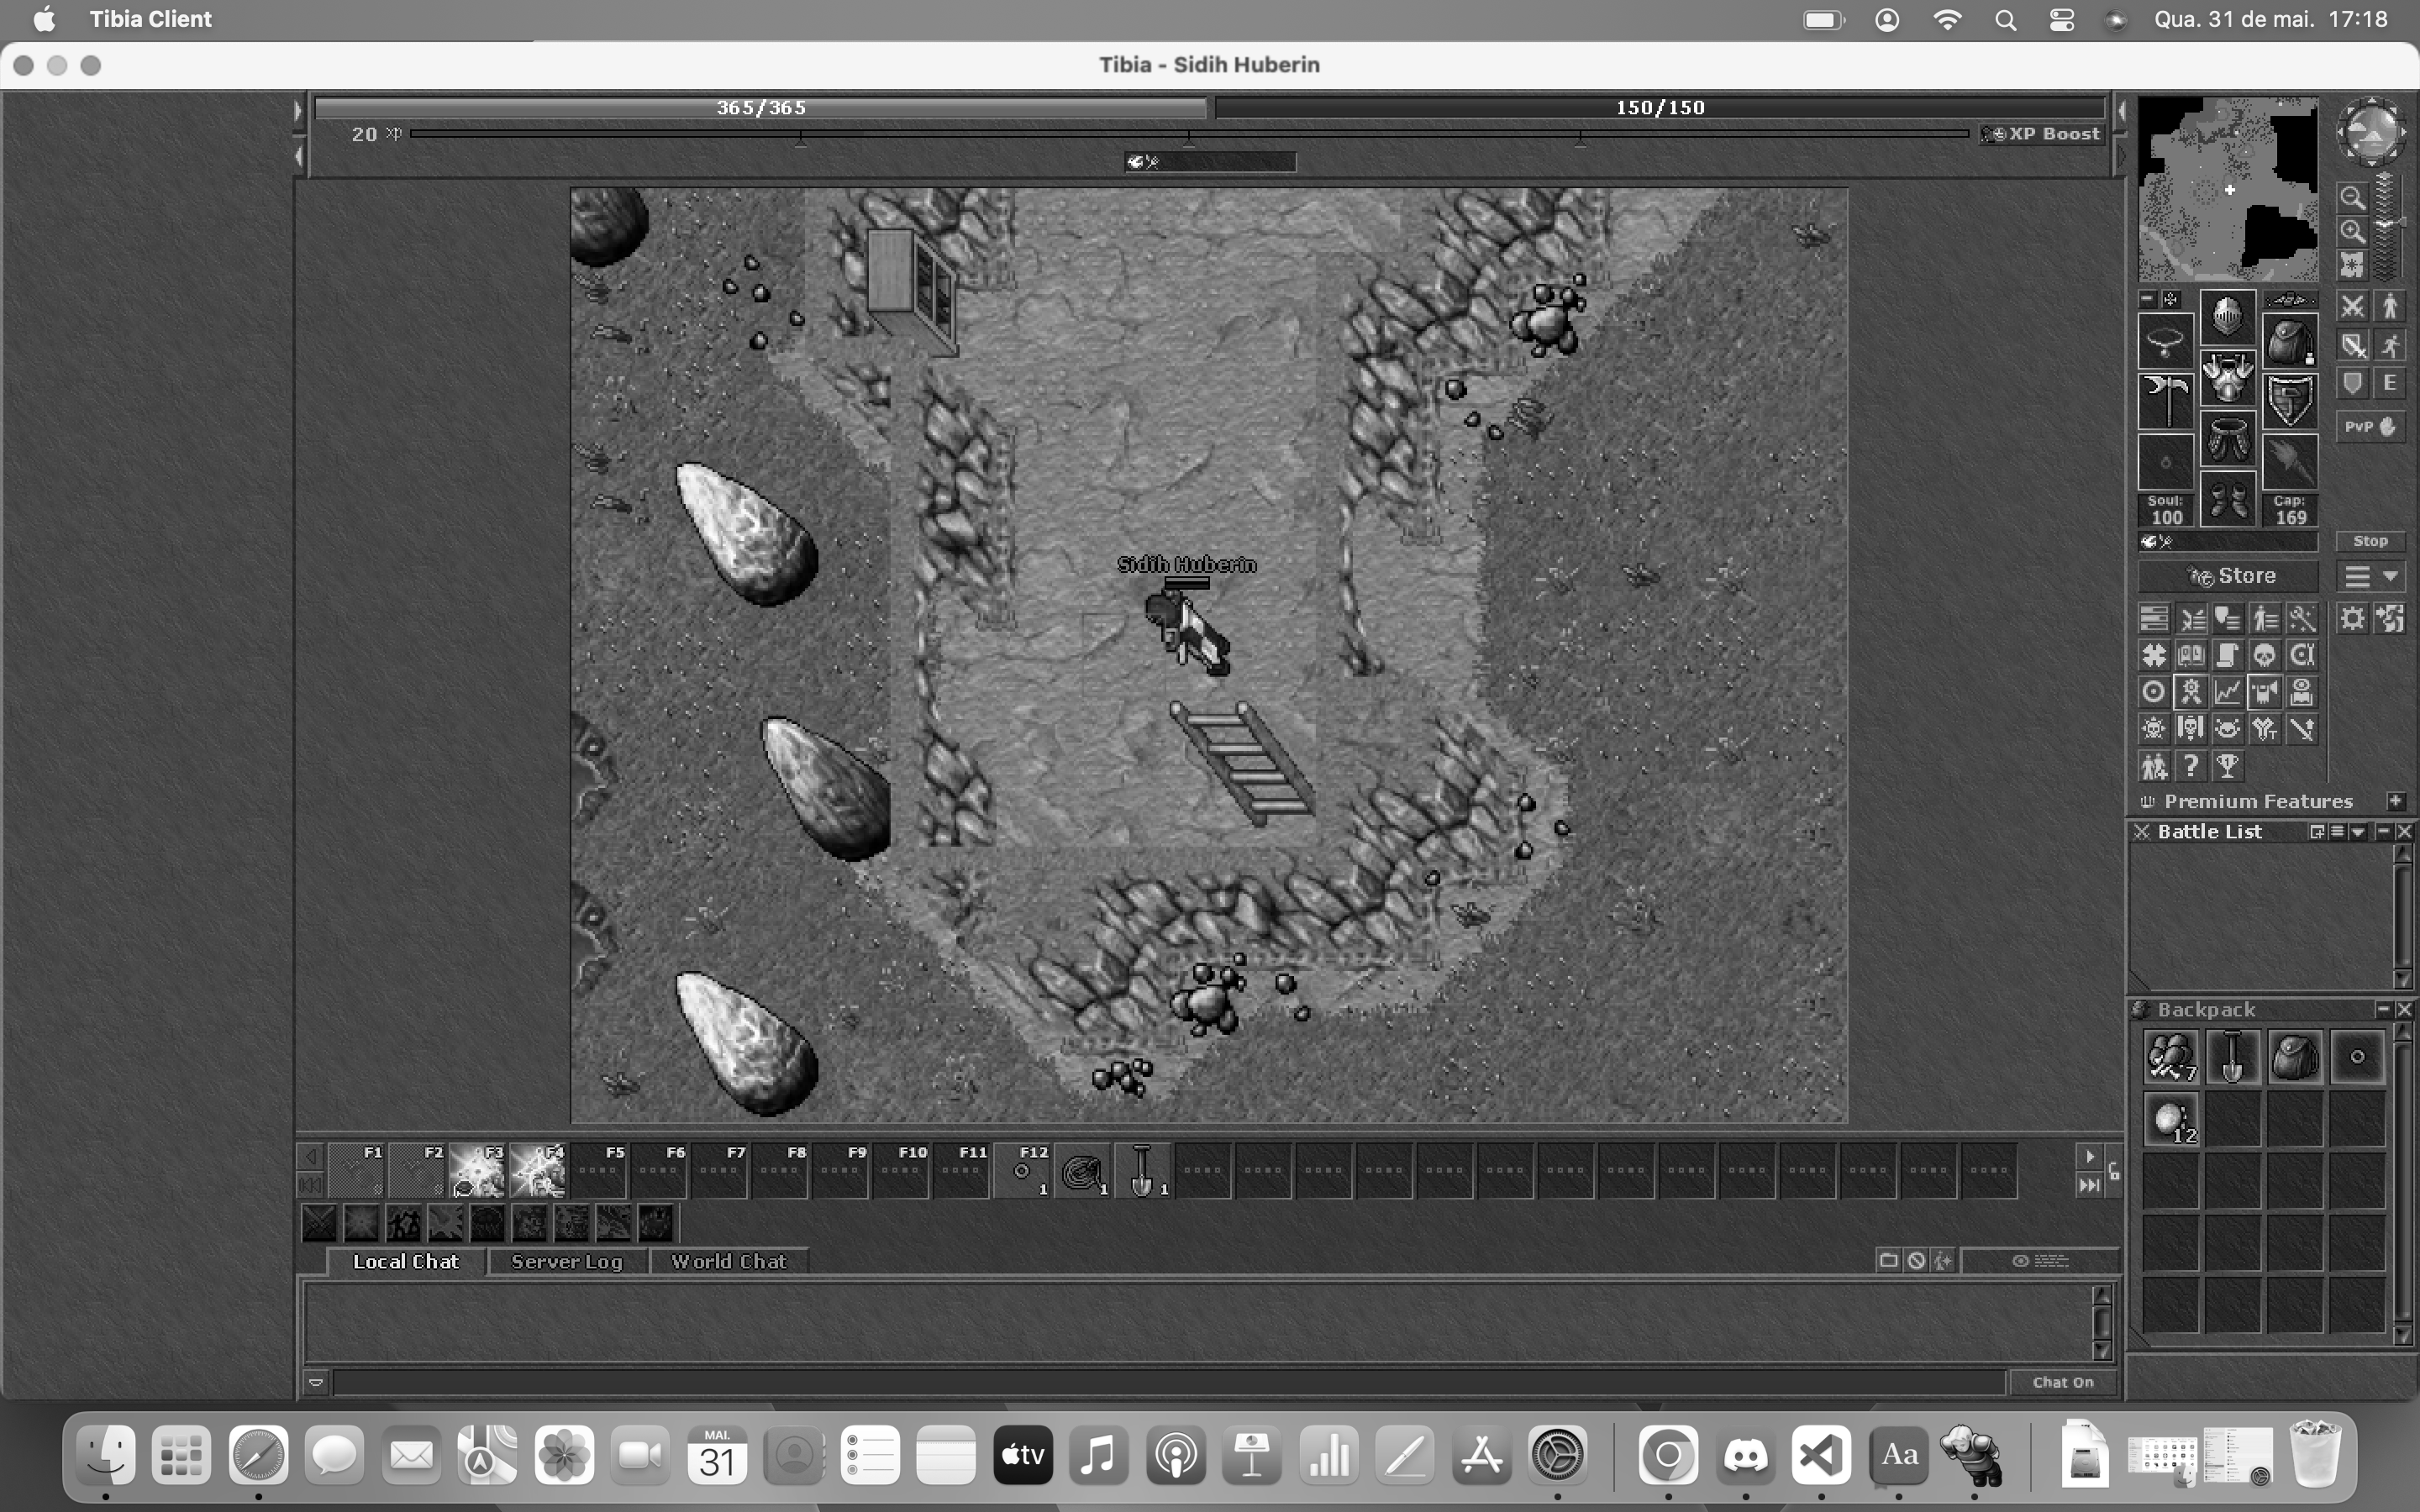 Tibia Client
Qua. 31 de mai. 17:18
Tibia - Sidih Huberin
365/365
150/150
20 xp
XP Boost
Sidih Huberin
E
PvP
Soul:
100
Cap:
169
Stop
Store
?
Premium Features
Battle List
Backpack
7
12
F1 F2 F3 F4 F5 F6 F7 F8 F9 F10 F11 F12
1 1 1
Local Chat
Server Log
World Chat
Chat On
MAI.
31
tv
Aa